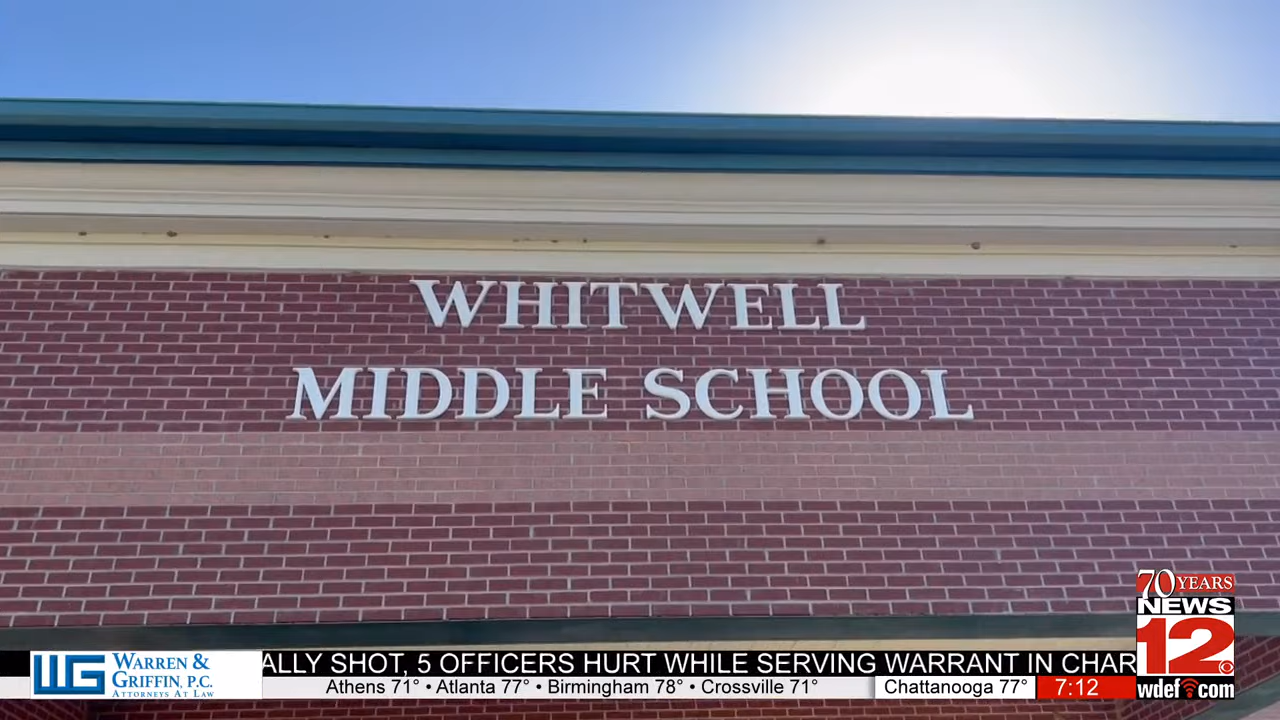 WHITWELL
MIDDLE SCHOOL
70 YEARS
NEWS
12
wdef.com
WG
WARREN &
GRIFFIN, P.C.
ATTORNEYS AT LAW
ALLY SHOT, 5 OFFICERS HURT WHILE SERVING WARRANT IN CHAR
Athens 71° • Atlanta 77° • Birmingham 78° • Crossville 71°
Chattanooga 77°
7:12